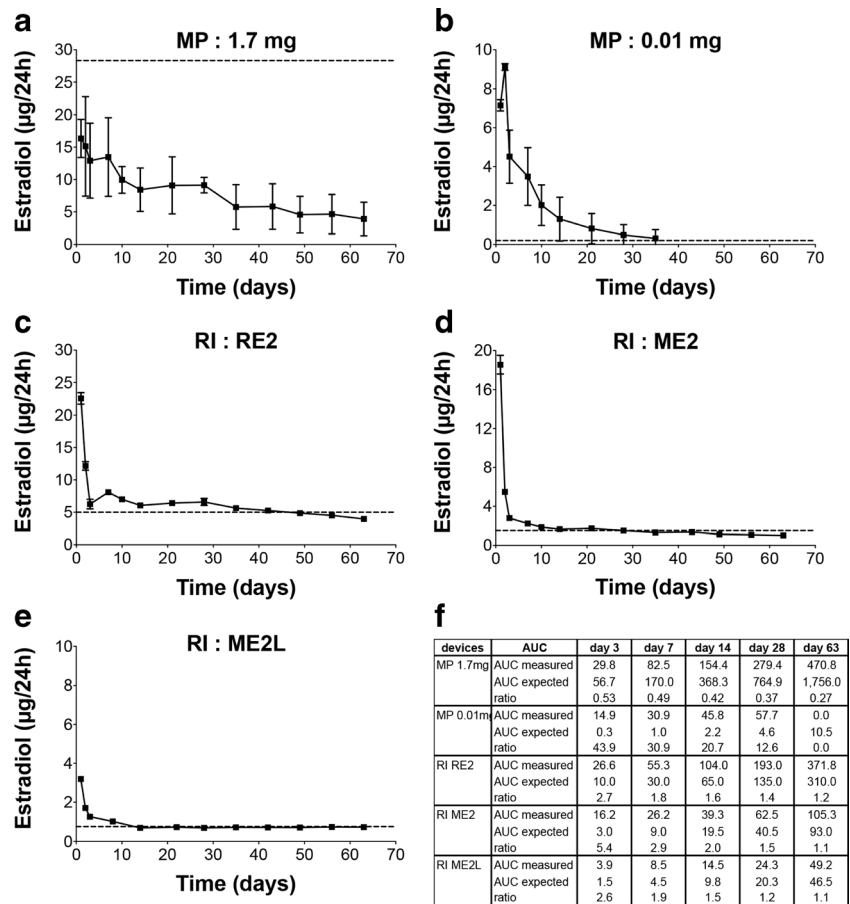 a
MP : 1.7 mg
Estradiol (µg/24h)
30
25
20
15
10
5
0
0 10 20 30 40 50 60 70
Time (days)
b
MP : 0.01 mg
Estradiol (µg/24h)
10
8
6
4
2
0
0 10 20 30 40 50 60 70
Time (days)
c
RI : RE2
Estradiol (µg/24h)
30
25
20
15
10
5
0
0 10 20 30 40 50 60 70
Time (days)
d
RI : ME2
Estradiol (µg/24h)
20
16
12
8
4
0
0 10 20 30 40 50 60 70
Time (days)
e
RI : ME2L
Estradiol (µg/24h)
10
8
6
4
2
0
0 10 20 30 40 50 60 70
Time (days)
f
devices AUC day 3 day 7 day 14 day 28 day 63
MP 1.7mg AUC measured 29.8 82.5 154.4 279.4 470.8
AUC expected 56.7 170.0 368.3 764.9 1,756.0
ratio 0.53 0.49 0.42 0.37 0.27
MP 0.01mg AUC measured 14.9 30.9 45.8 57.7 0.0
AUC expected 0.3 1.0 2.2 4.6 10.5
ratio 43.9 30.9 20.7 12.6 0.0
RI RE2 AUC measured 26.6 55.3 104.0 193.0 371.8
AUC expected 10.0 30.0 65.0 135.0 310.0
ratio 2.7 1.8 1.6 1.4 1.2
RI ME2 AUC measured 16.2 26.2 39.3 62.5 105.3
AUC expected 3.0 9.0 19.5 40.5 93.0
ratio 5.4 2.9 2.0 1.5 1.1
RI ME2L AUC measured 3.9 8.5 14.5 24.3 49.2
AUC expected 1.5 4.5 9.8 20.3 46.5
ratio 2.6 1.9 1.5 1.2 1.1